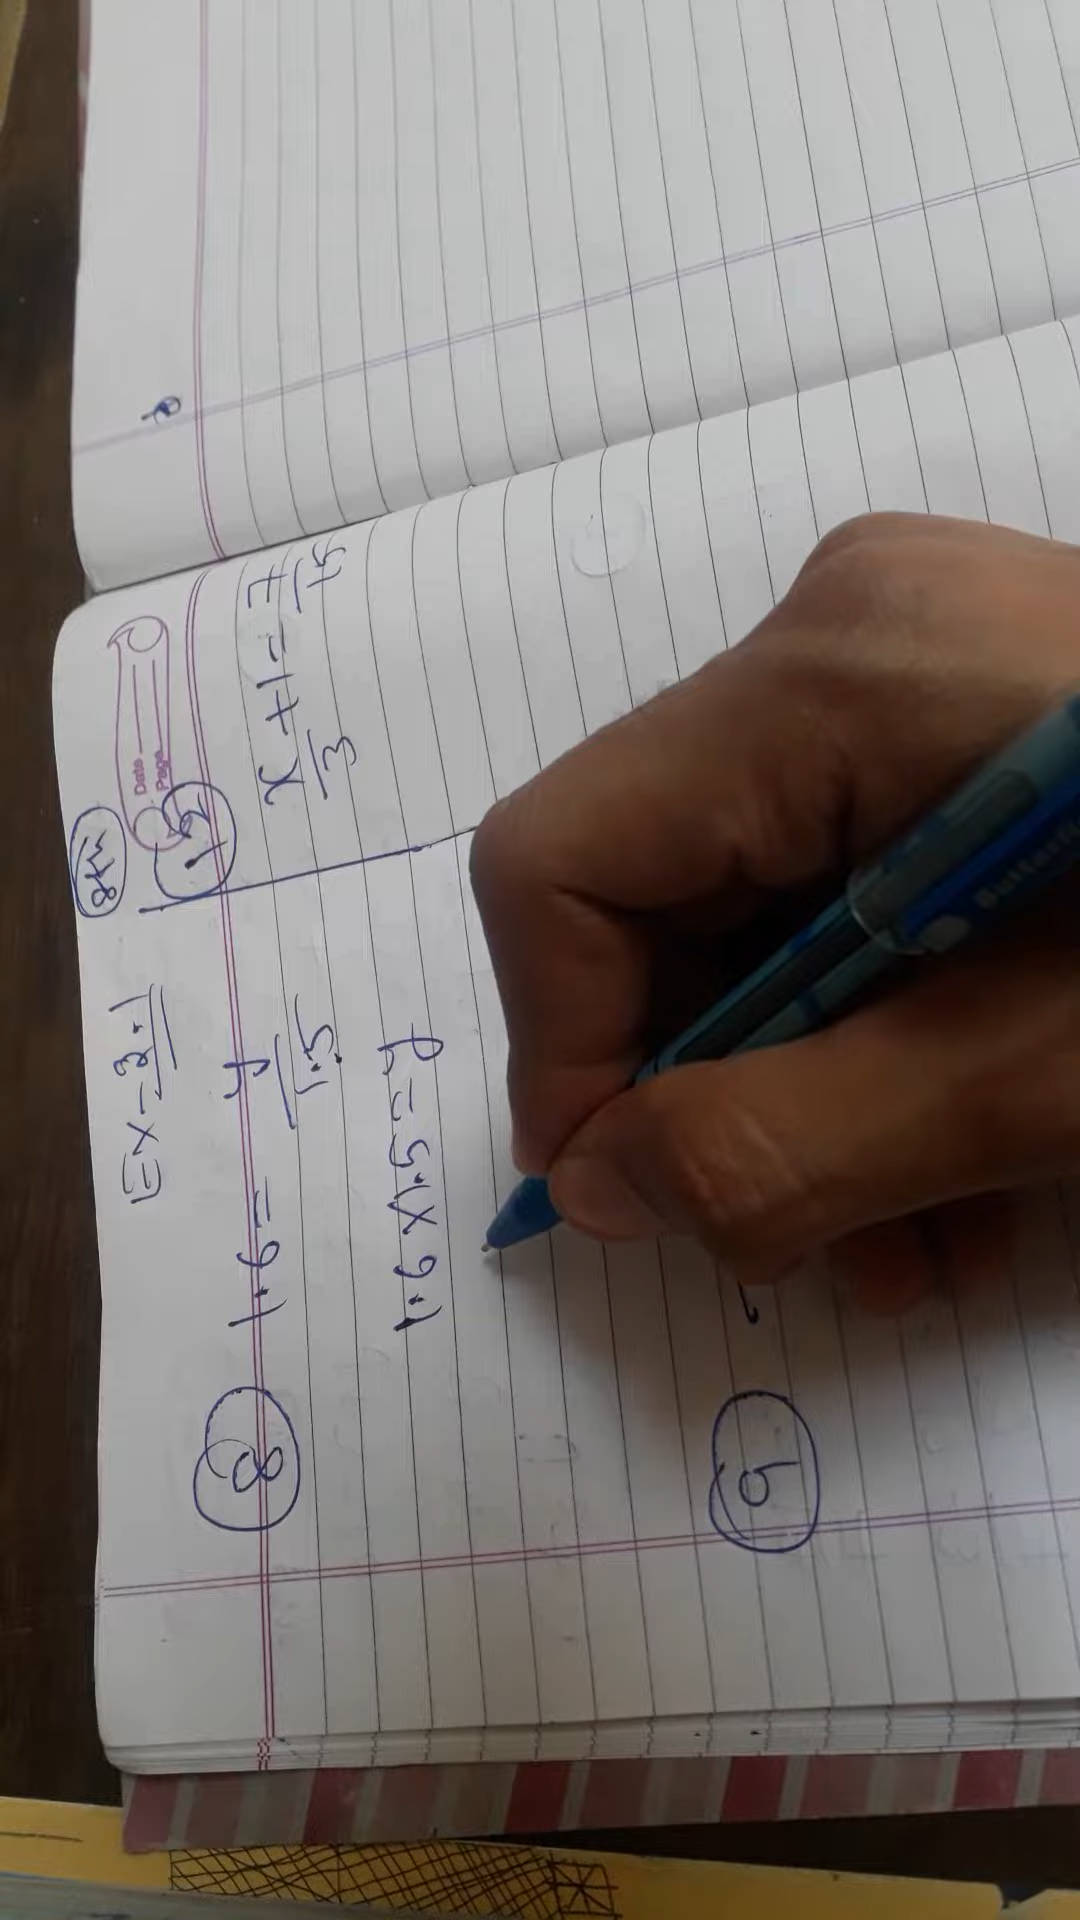 8th
Ex-2.1
Date
Page
8 1.6 = y/1.5
1.6 x 1.5 = y
12 x/3 + 1 = 7/15
9